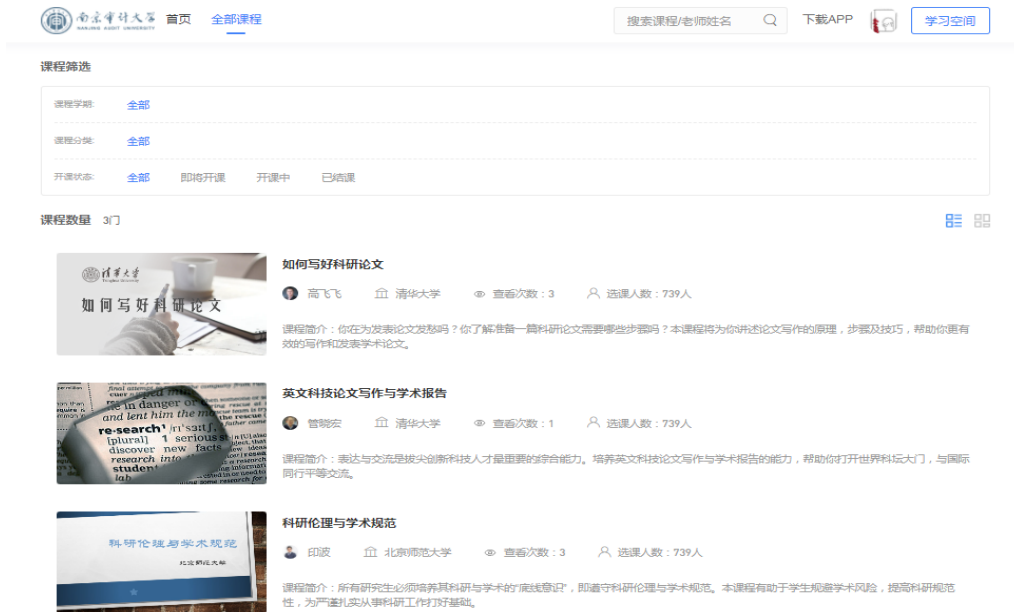 南京审计大学
NANJING AUDIT UNIVERSITY
首页 全部课程 搜索课程/老师姓名 下载APP 学习空间
课程筛选
课程学期: 全部
课程分类: 全部
开课状态: 全部 即将开课 开课中 已结课
课程数量 3门
清华大学
Tsinghua University
如何写好科研论文
如何写好科研论文
高飞飞 清华大学 查看次数：3 选课人数：739人
课程简介：你在为发表论文发愁吗？你了解准备一篇科研论文需要哪些步骤吗？本课程将为你讲述论文写作的原理，步骤及技巧，帮助你更有
效的写作和发表学术论文。
in danger of
and lent him the
re·search¹
[plural] 1 serious
discover new facts
research into
student
lab
英文科技论文写作与学术报告
管晓宏 清华大学 查看次数：1 选课人数：739人
课程简介：表达与交流是拔尖创新科技人才最重要的综合能力。培养英文科技论文写作与学术报告的能力，帮助你打开世界科坛大门，与国际
同行平等交流。
科研伦理与学术规范
北京师范大学
科研伦理与学术规范
印波 北京师范大学 查看次数：3 选课人数：739人
课程简介：所有研究生必须培养其科研与学术的“底线意识”，即遵守科研伦理与学术规范。本课程有助于学生规避学术风险，提高科研规范
性，为严谨扎实从事科研工作打好基础。